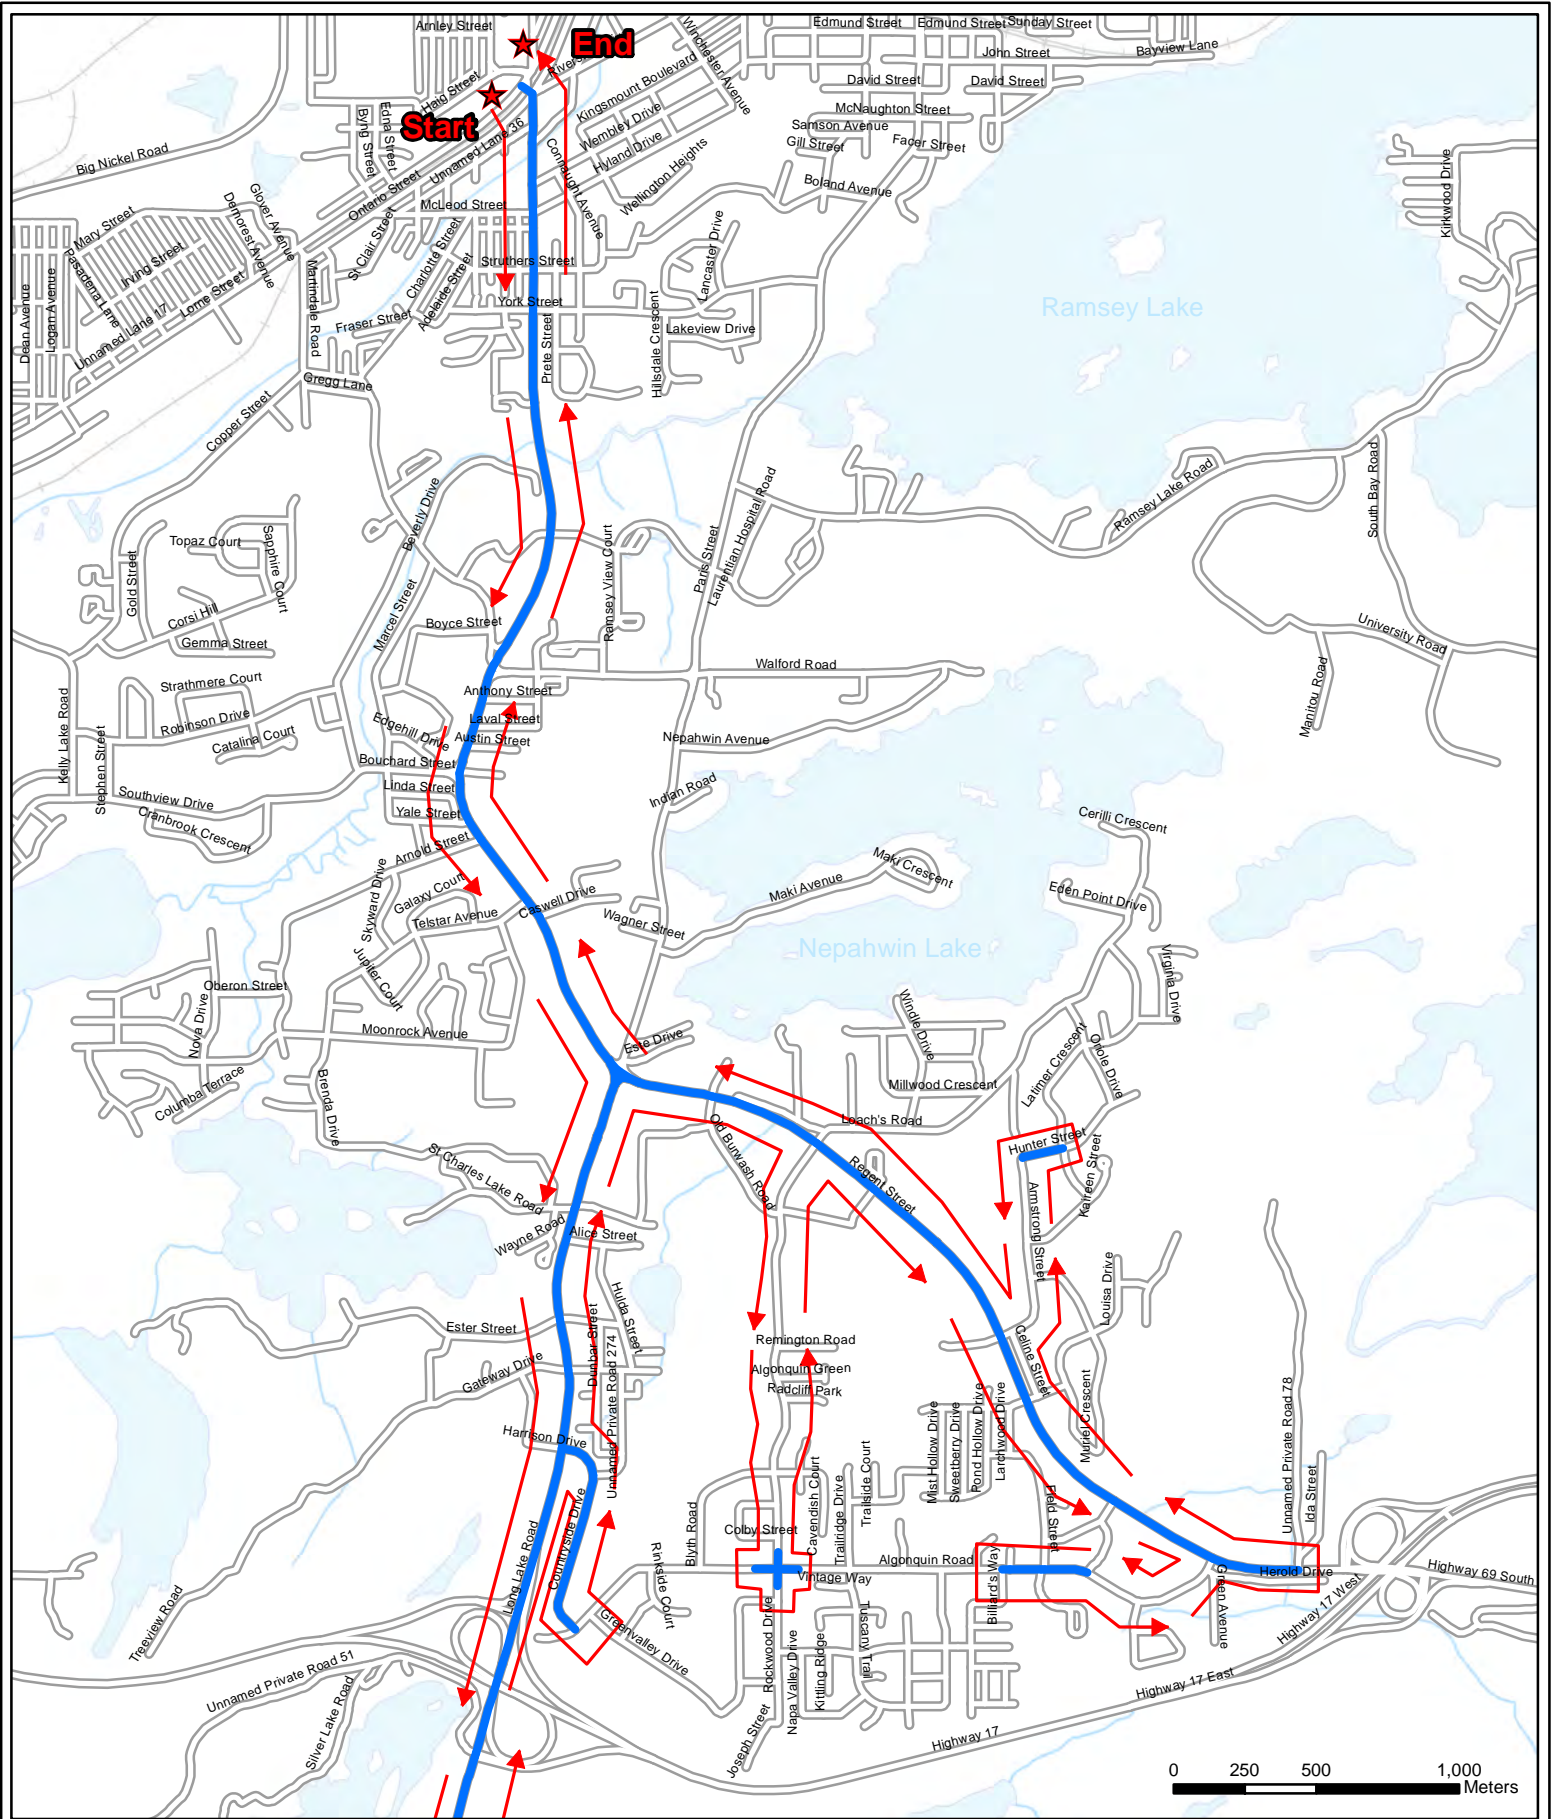 Arnley Street
End
Riversi
Winchester Avenue
Edmund Street
Edmund Street
Sunday Street
John Street
Bayview Lane
Kingsmount Boulevard
David Street
David Street
Haig Street
Start
Byng Street
Edna Street
Unnamed Lane 36
Wembley Drive
McNaughton Street
Samson Avenue
Hyland Drive
Gill Street
Facer Street
Big Nickel Road
Connaught Avenue
Wellington Heights
Boland Avenue
Kirkwood Drive
Ontario Street
McLeod Street
Glover Avenue
Demorest Avenue
Mary Street
St Clair Street
Charlotte Street
Irving Street
Pasadena Lane
Struthers Street
Lancaster Drive
Adelaide Street
Martindale Road
Lorne Street
York Street
Ramsey Lake
Dean Avenue
Logan Avenue
Unnamed Lane 17
Fraser Street
Prete Street
Hillsdale Crescent
Lakeview Drive
Gregg Lane
Copper Street
Beverly Drive
Paris Street
Laurentian Hospital Road
Ramsey Lake Road
South Bay Road
Topaz Court
Sapphire Court
Gold Street
Ramsey View Court
Marcel Street
Corsi Hill
Boyce Street
Gemma Street
University Road
Walford Road
Manitou Road
Strathmere Court
Anthony Street
Robinson Drive
Laval Street
Kelly Lake Road
Stephen Street
Catalina Court
Edgehill Drive
Austin Street
Nepahwin Avenue
Bouchard Street
Linda Street
Indian Road
Southview Drive
Yale Street
Cranbrook Crescent
Cerilli Crescent
Arnold Street
Maki Crescent
Skyward Drive
Galaxy Court
Maki Avenue
Eden Point Drive
Caswell Drive
Telstar Avenue
Wagner Street
Nepahwin Lake
Jupiter Court
Virginia Drive
Oberon Street
Nova Drive
Moonrock Avenue
Windle Drive
Este Drive
Latimer Crescent
Oriole Drive
Columba Terrace
Brenda Drive
Millwood Crescent
Loach's Road
Old Burwash Road
Hunter Street
Kaireen Street
St Charles Lake Road
Regent Street
Armstrong Street
Wayne Road
Alice Street
Louisa Drive
Hulda Street
Ester Street
Dunbar Street
Remington Road
Celine Street
Unnamed Private Road 274
Algonquin Green
Gateway Drive
Radcliff Park
Muriel Crescent
Mist Hollow Drive
Sweetberry Drive
Pond Hollow Drive
Larchwood Drive
Unnamed Private Road 78
Harrison Drive
Cavendish Court
Trailside Court
Ida Street
Countryside Drive
Trailridge Drive
Field Street
Long Lake Road
Blyth Road
Colby Street
Rinkside Court
Algonquin Road
Vintage Way
Billiard's Way
Herold Drive
Highway 69 South
Green Avenue
Highway 17 West
Treeview Road
Greenvalley Drive
Rockwood Drive
Napa Valley Drive
Kittling Ridge
Tuscany Trail
Unnamed Private Road 51
Silver Lake Road
Highway 17 East
Joseph Street
Highway 17
0 250 500 1,000
Meters